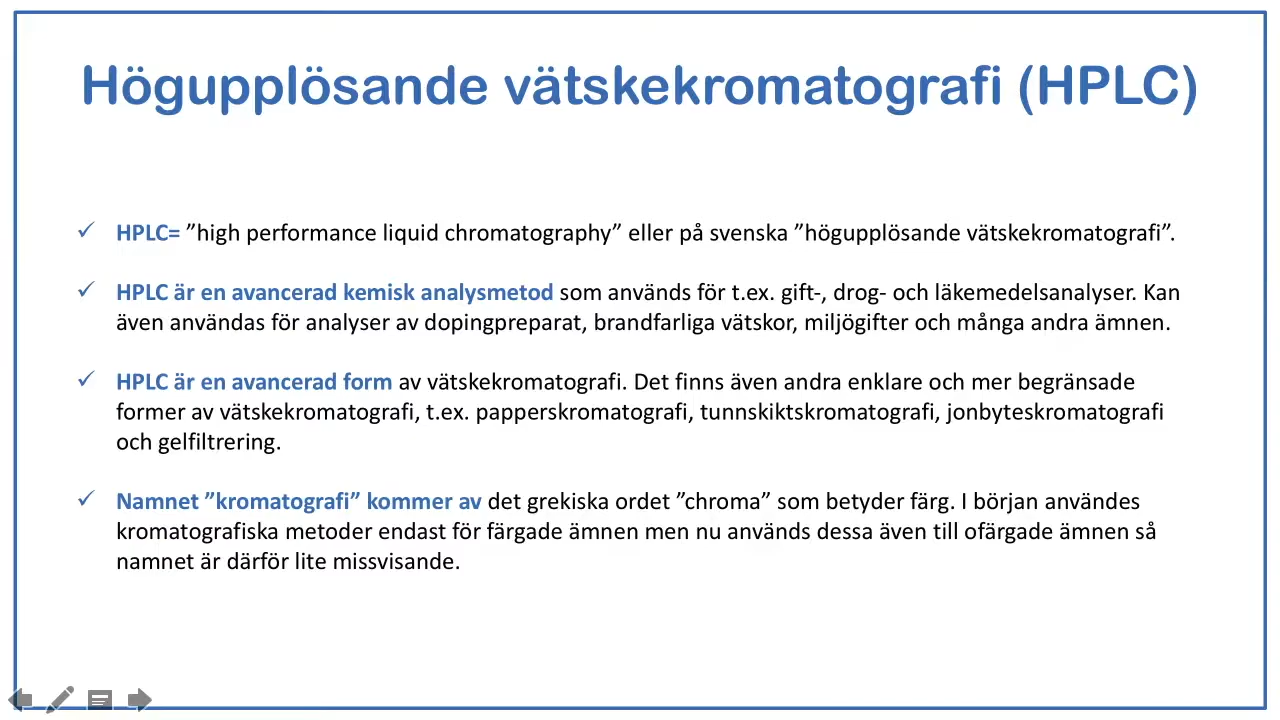 Högupplösande vätskekromatografi (HPLC)
✓ HPLC= ”high performance liquid chromatography” eller på svenska ”högupplösande vätskekromatografi”.
✓ HPLC är en avancerad kemisk analysmetod som används för t.ex. gift-, drog- och läkemedelsanalyser. Kan
även användas för analyser av dopingpreparat, brandfarliga vätskor, miljögifter och många andra ämnen.
✓ HPLC är en avancerad form av vätskekromatografi. Det finns även andra enklare och mer begränsade
former av vätskekromatografi, t.ex. papperskromatografi, tunnskiktskromatografi, jonbyteskromatografi
och gelfiltrering.
✓ Namnet ”kromatografi” kommer av det grekiska ordet ”chroma” som betyder färg. I början användes
kromatografiska metoder endast för färgade ämnen men nu används dessa även till ofärgade ämnen så
namnet är därför lite missvisande.